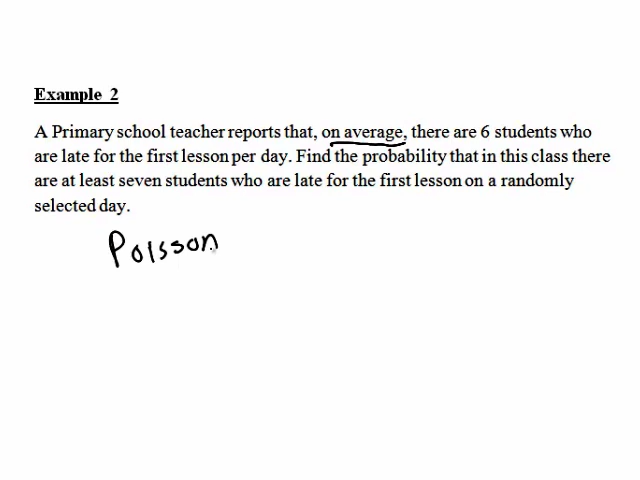 Example 2
A Primary school teacher reports that, on average, there are 6 students who
are late for the first lesson per day. Find the probability that in this class there
are at least seven students who are late for the first lesson on a randomly
selected day.
Poisson